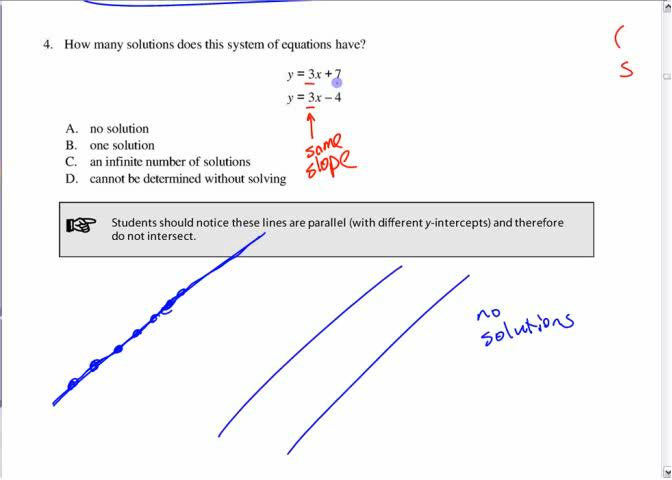 4. How many solutions does this system of equations have?
y = 3x + 7
y = 3x – 4
A. no solution
B. one solution
C. an infinite number of solutions
D. cannot be determined without solving
same
slope
(
s
Students should notice these lines are parallel (with different y-intercepts) and therefore
do not intersect.
no
solutions